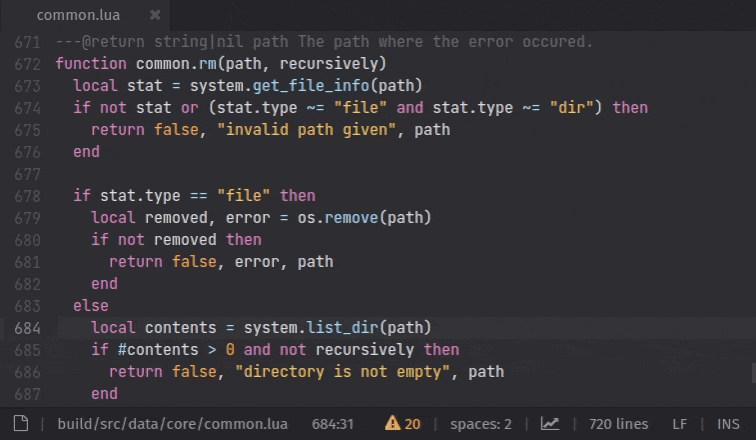 common.lua ×
671 ---@return string|nil path The path where the error occured.
672 function common.rm(path, recursively)
673   local stat = system.get_file_info(path)
674   if not stat or (stat.type ~= "file" and stat.type ~= "dir") then
675     return false, "invalid path given", path
676   end
677
678   if stat.type == "file" then
679     local removed, error = os.remove(path)
680     if not removed then
681       return false, error, path
682     end
683   else
684     local contents = system.list_dir(path)
685     if #contents > 0 and not recursively then
686       return false, "directory is not empty", path
687     end
build/src/data/core/common.lua 684:31 20 | spaces: 2 | 720 lines LF | INS